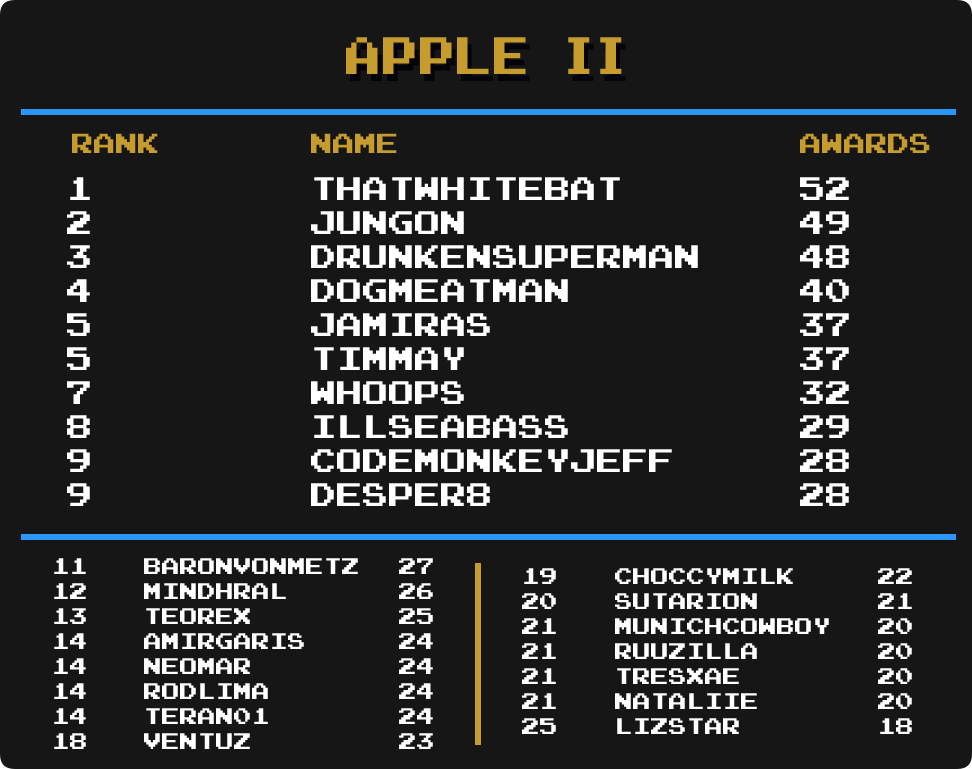 APPLE II
RANK NAME AWARDS
1 THATWHITEBAT 52
2 JUNGON 49
3 DRUNKENSUPERMAN 48
4 DOGMEATMAN 40
5 JAMIRAS 37
5 TIMMAY 37
7 WHOOPS 32
8 ILLSEABASS 29
9 CODEMONKEYJEFF 28
9 DESPER8 28
11 BARONVONMETZ 27
12 MINDHRAL 26
13 TEOREX 25
14 AMIRGARIS 24
14 NEOMAR 24
14 RODLIMA 24
14 TERAN01 24
18 VENTUZ 23
19 CHOCCYMILK 22
20 SUTARION 21
21 MUNICHCOWBOY 20
21 RUUZILLA 20
21 TRESXAE 20
21 NATALIIE 20
25 LIZSTAR 18